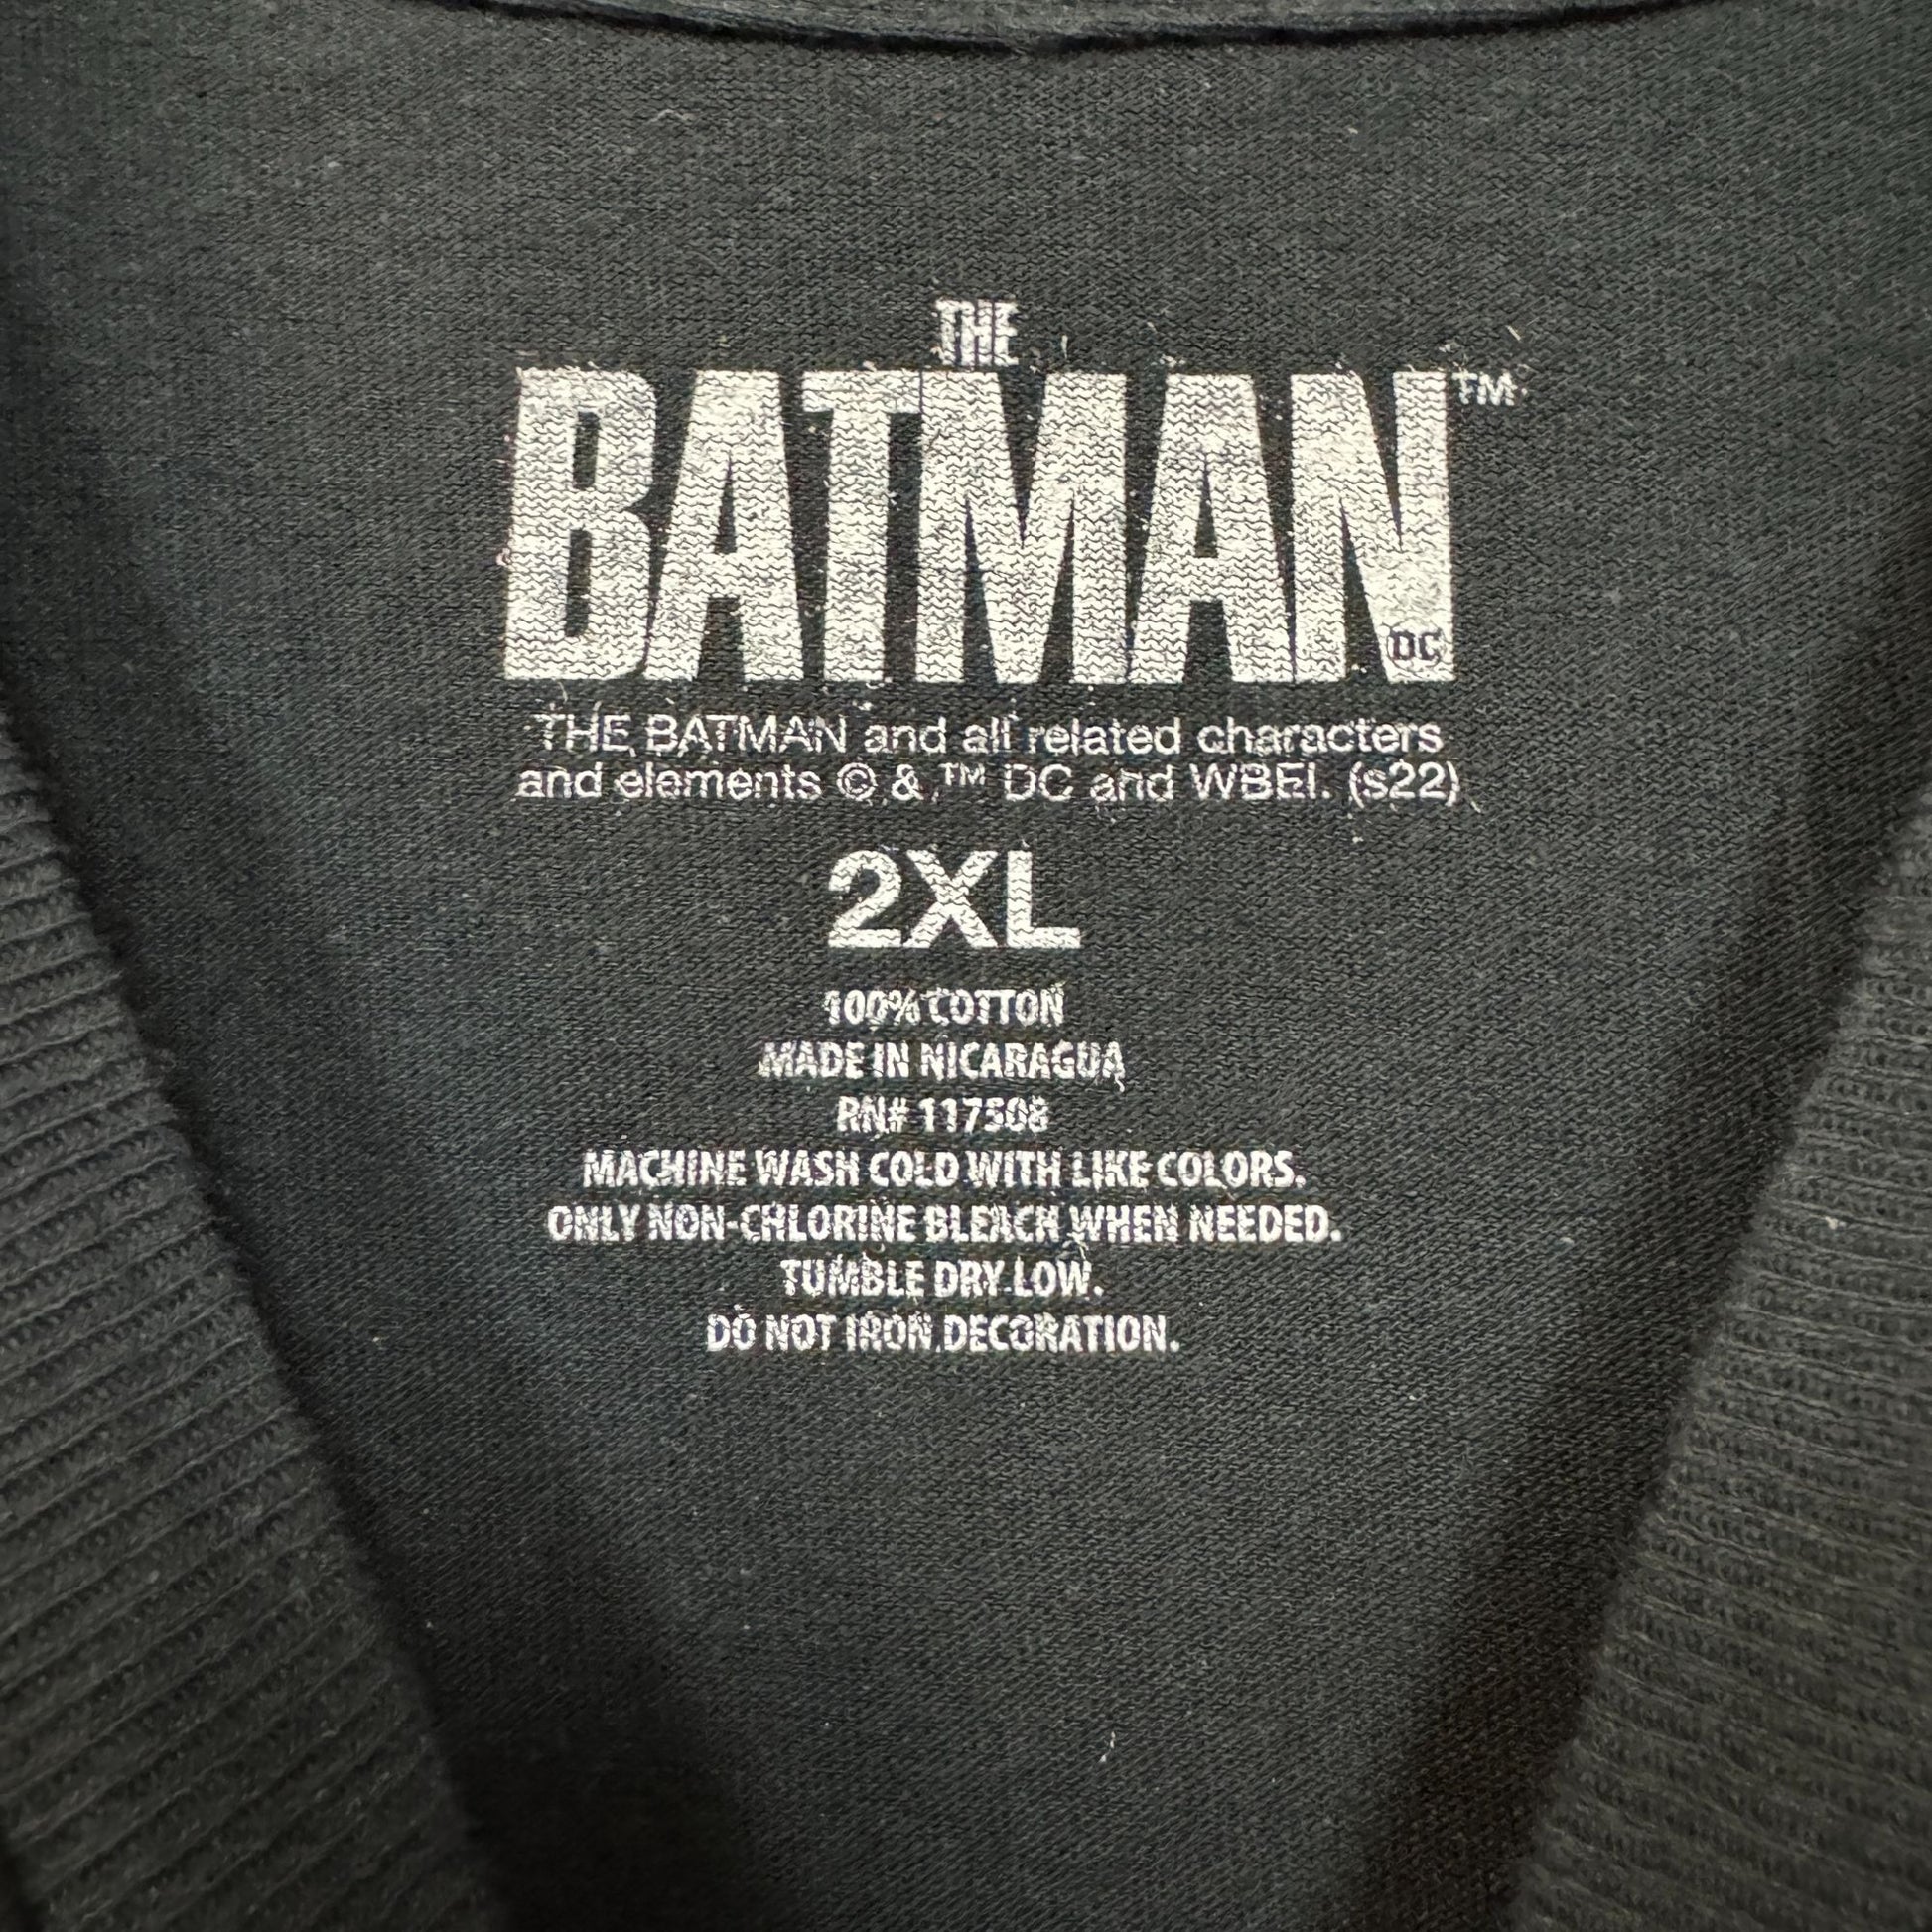 THE
BATMAN™
DC
THE BATMAN and all related characters
and elements © & ™ DC and WBEI. (s22)
2XL
100% COTTON
MADE IN NICARAGUA
RN# 117508
MACHINE WASH COLD WITH LIKE COLORS.
ONLY NON-CHLORINE BLEACH WHEN NEEDED.
TUMBLE DRY LOW.
DO NOT IRON DECORATION.